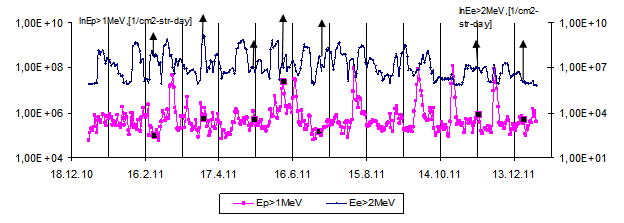 lnEp>1MeV,[1/cm2-str-day]
lnEe>2MeV,[1/cm2-
str-day]
1,00E+10 1,00E+10
1,00E+08 1,00E+07
1,00E+06 1,00E+04
1,00E+04 1,00E+01
18.12.10 16.2.11 17.4.11 16.6.11 15.8.11 14.10.11 13.12.11
Ep>1MeV Ee>2MeV